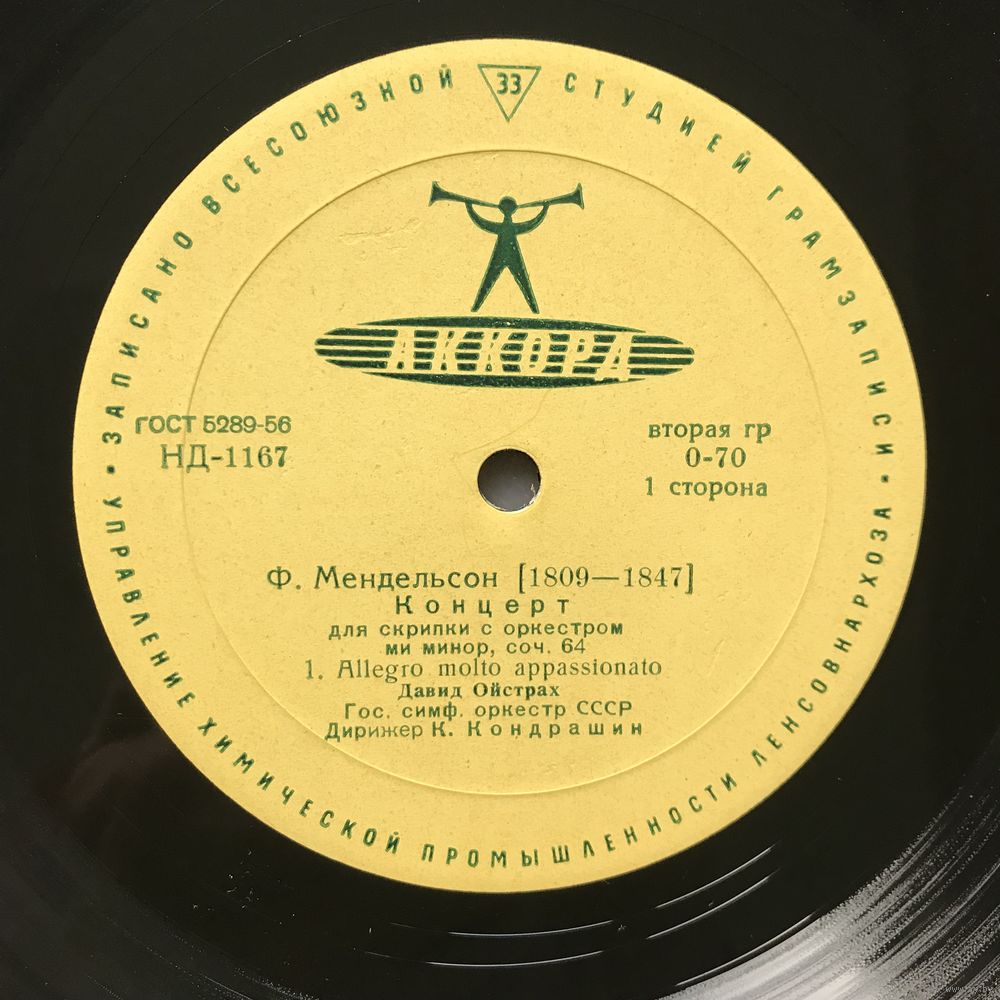 ЗАПИСАНО ВСЕСОЮЗНОЙ 33 СТУДИЕЙ ГРАМЗАПИСИ
АККОРД
ГОСТ 5289-56
НД-1167
вторая гр
0-70
1 сторона
Ф. Мендельсон [1809—1847]
Концерт
для скрипки с оркестром
ми минор, соч. 64
1. Allegro molto appassionato
Давид Ойстрах
Гос. симф. оркестр СССР
Дирижер К. Кондрашин
• УПРАВЛЕНИЕ ХИМИЧЕСКОЙ ПРОМЫШЛЕННОСТИ ЛЕНСОВНАРХОЗА •